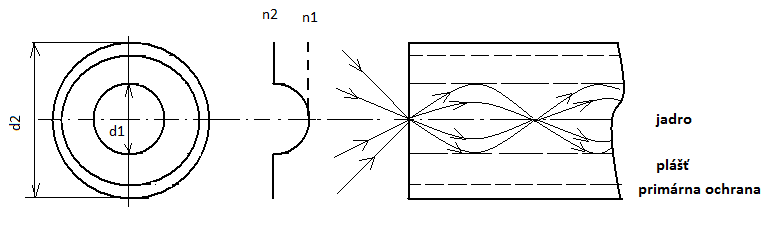 n2
n1
d2
d1
jadro
plášť
primárna ochrana